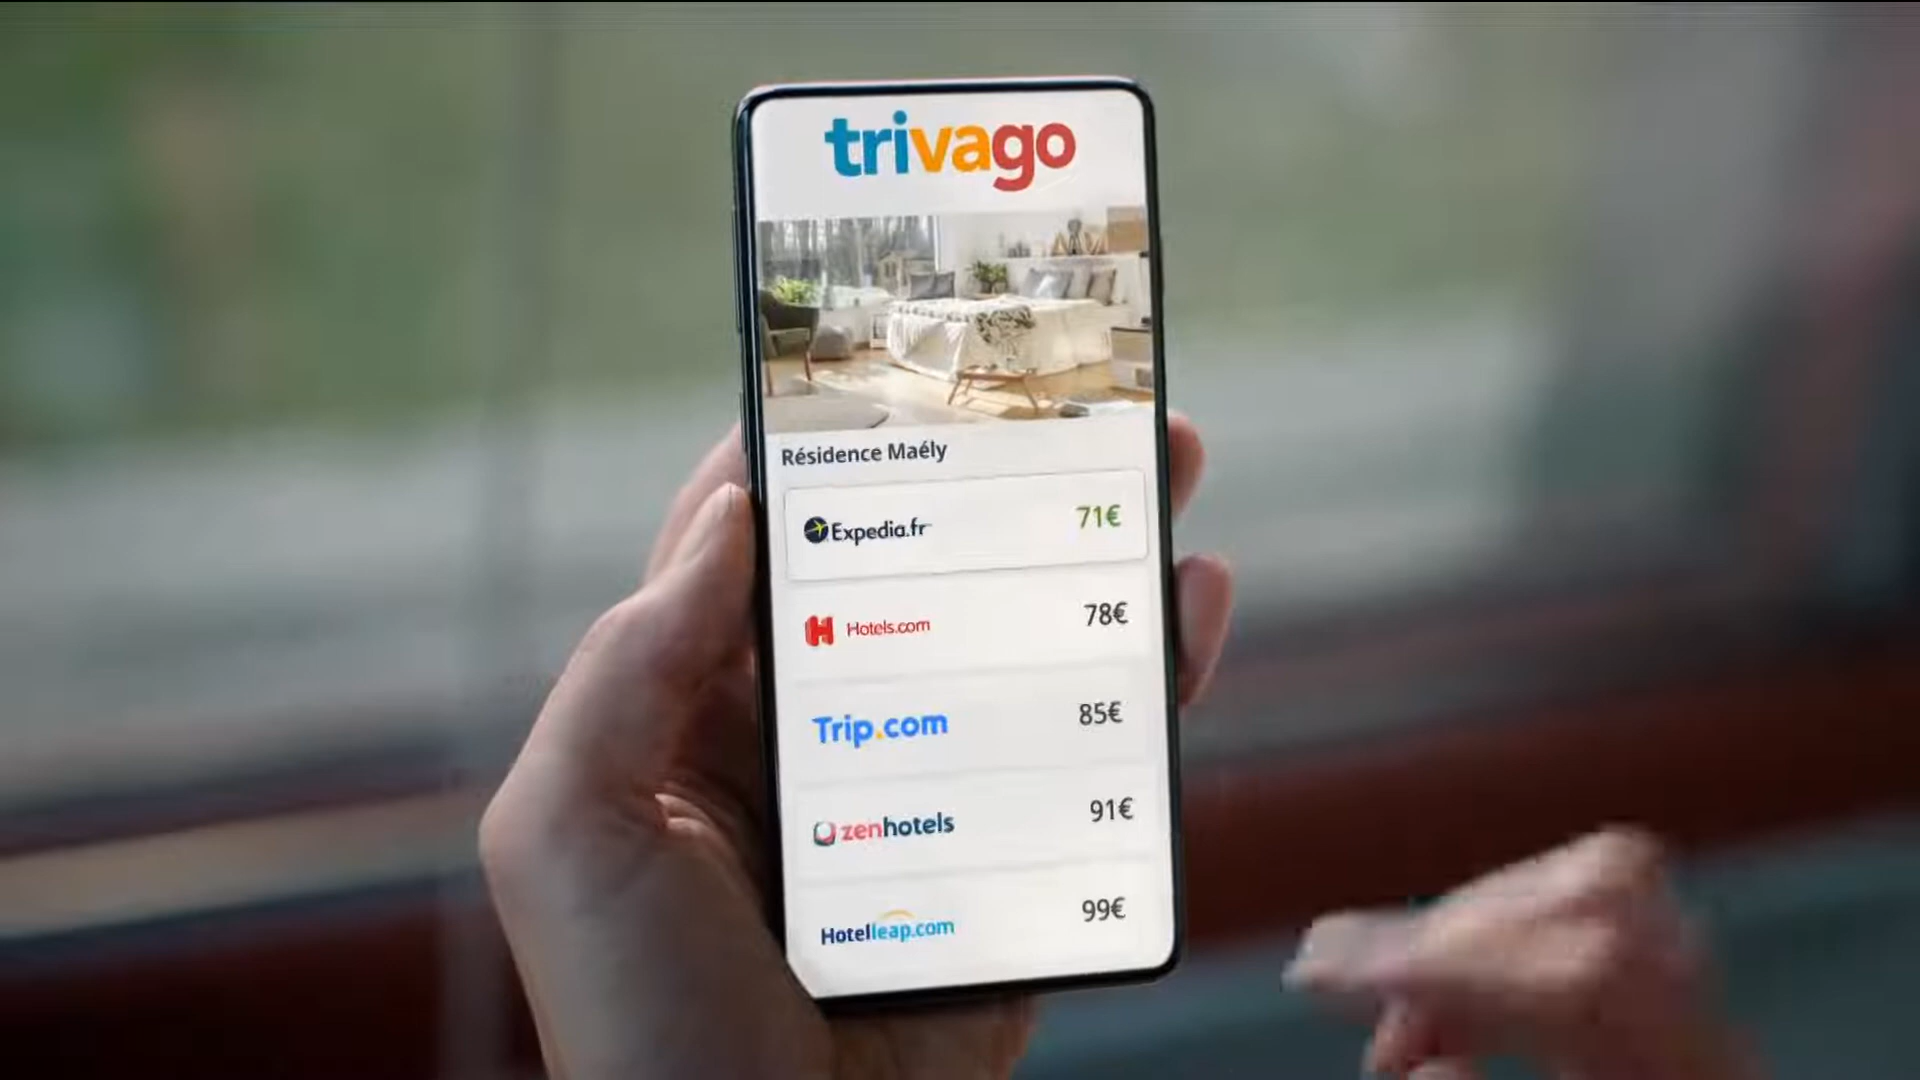 trivago
Résidence Maély
Expedia.fr 71€
Hotels.com 78€
Trip.com 85€
zenhotels 91€
Hotelleap.com 99€